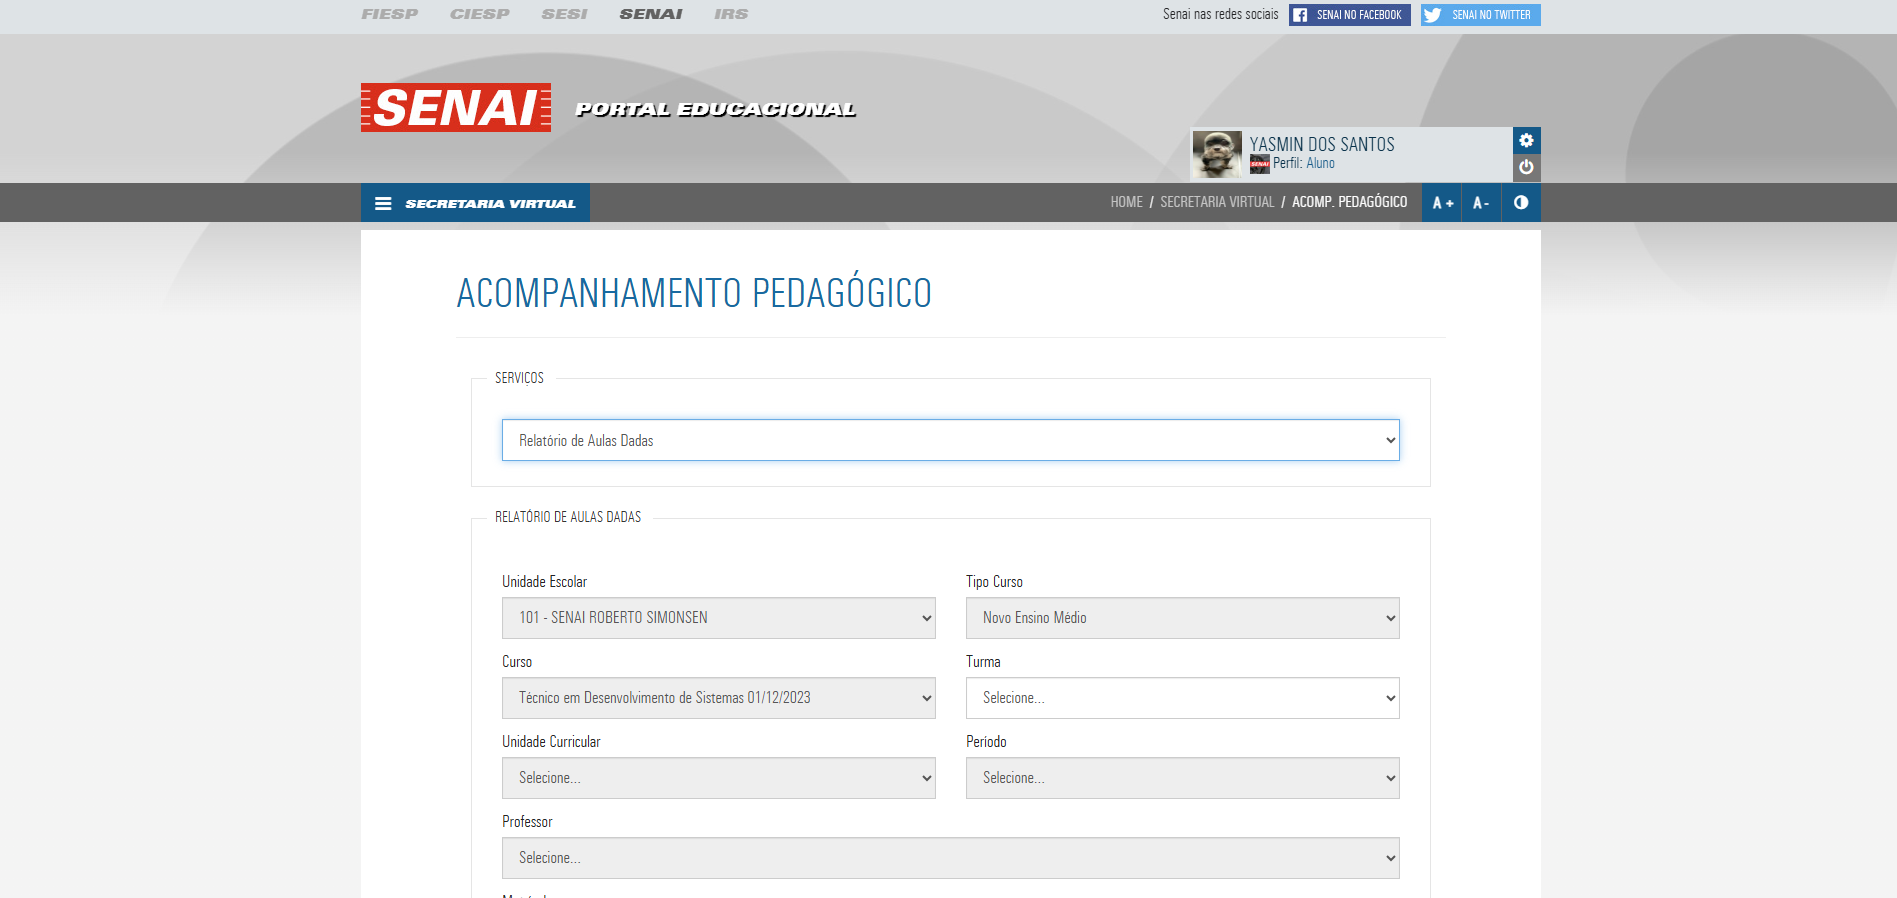 FIESP CIESP SESI SENAI IRS
Senai nas redes sociais SENAI NO FACEBOOK SENAI NO TWITTER
SENAI PORTAL EDUCACIONAL
YASMIN DOS SANTOS
SENAI Perfil: Aluno
SECRETARIA VIRTUAL HOME / SECRETARIA VIRTUAL / ACOMP. PEDAGÓGICO A + A -
ACOMPANHAMENTO PEDAGÓGICO
SERVIÇOS
Relatório de Aulas Dadas
RELATÓRIO DE AULAS DADAS
Unidade Escolar Tipo Curso
101 - SENAI ROBERTO SIMONSEN Novo Ensino Médio
Curso Turma
Técnico em Desenvolvimento de Sistemas 01/12/2023 Selecione...
Unidade Curricular Período
Selecione... Selecione...
Professor
Selecione...